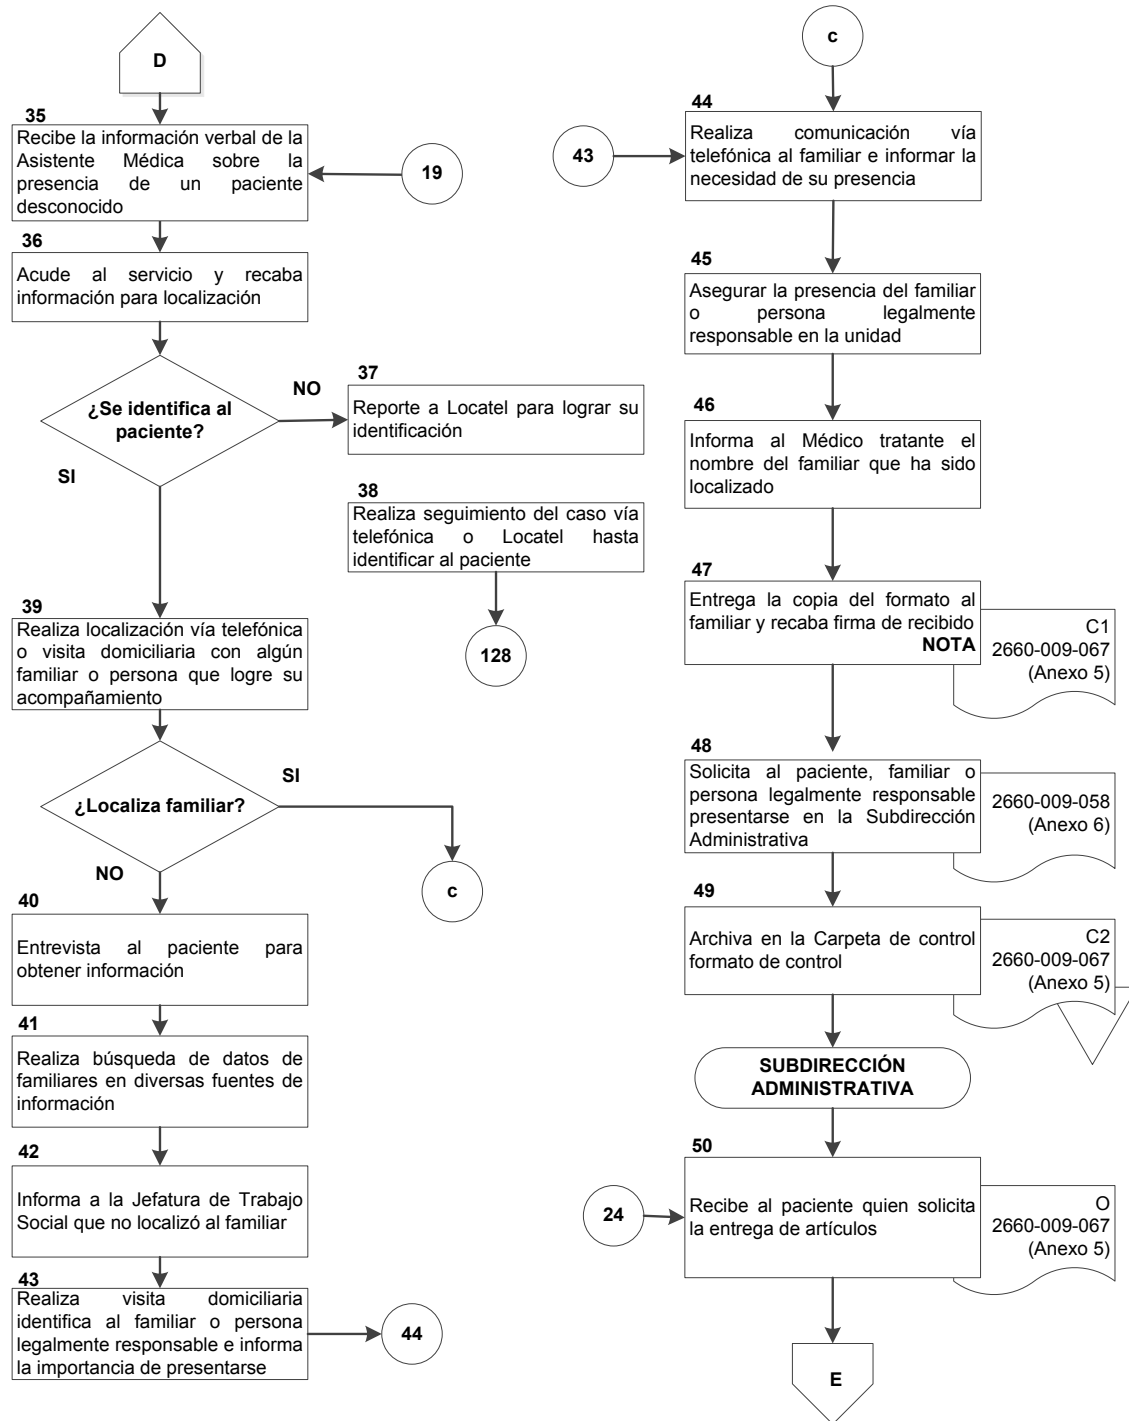 D
35
Recibe la información verbal de la
Asistente Médica sobre la
presencia de un paciente
desconocido
19
36
Acude al servicio y recaba
información para localización
¿Se identifica al
paciente?
NO
SI
37
Reporte a Locatel para lograr su
identificación
38
Realiza seguimiento del caso vía
telefónica o Locatel hasta
identificar al paciente
128
39
Realiza localización vía telefónica
o visita domiciliaria con algún
familiar o persona que logre su
acompañamiento
¿Localiza familiar?
SI
c
NO
40
Entrevista al paciente para
obtener información
41
Realiza búsqueda de datos de
familiares en diversas fuentes de
información
42
Informa a la Jefatura de Trabajo
Social que no localizó al familiar
43
Realiza visita domiciliaria
identifica al familiar o persona
legalmente responsable e informa
la importancia de presentarse
44
c
44
43
Realiza comunicación vía
telefónica al familiar e informar la
necesidad de su presencia
45
Asegurar la presencia del familiar
o persona legalmente
responsable en la unidad
46
Informa al Médico tratante el
nombre del familiar que ha sido
localizado
47
Entrega la copia del formato al
familiar y recaba firma de recibido
NOTA
C1
2660-009-067
(Anexo 5)
48
Solicita al paciente, familiar o
persona legalmente responsable
presentarse en la Subdirección
Administrativa
2660-009-058
(Anexo 6)
49
Archiva en la Carpeta de control
formato de control
C2
2660-009-067
(Anexo 5)
SUBDIRECCIÓN
ADMINISTRATIVA
50
24
Recibe al paciente quien solicita
la entrega de artículos
O
2660-009-067
(Anexo 5)
E